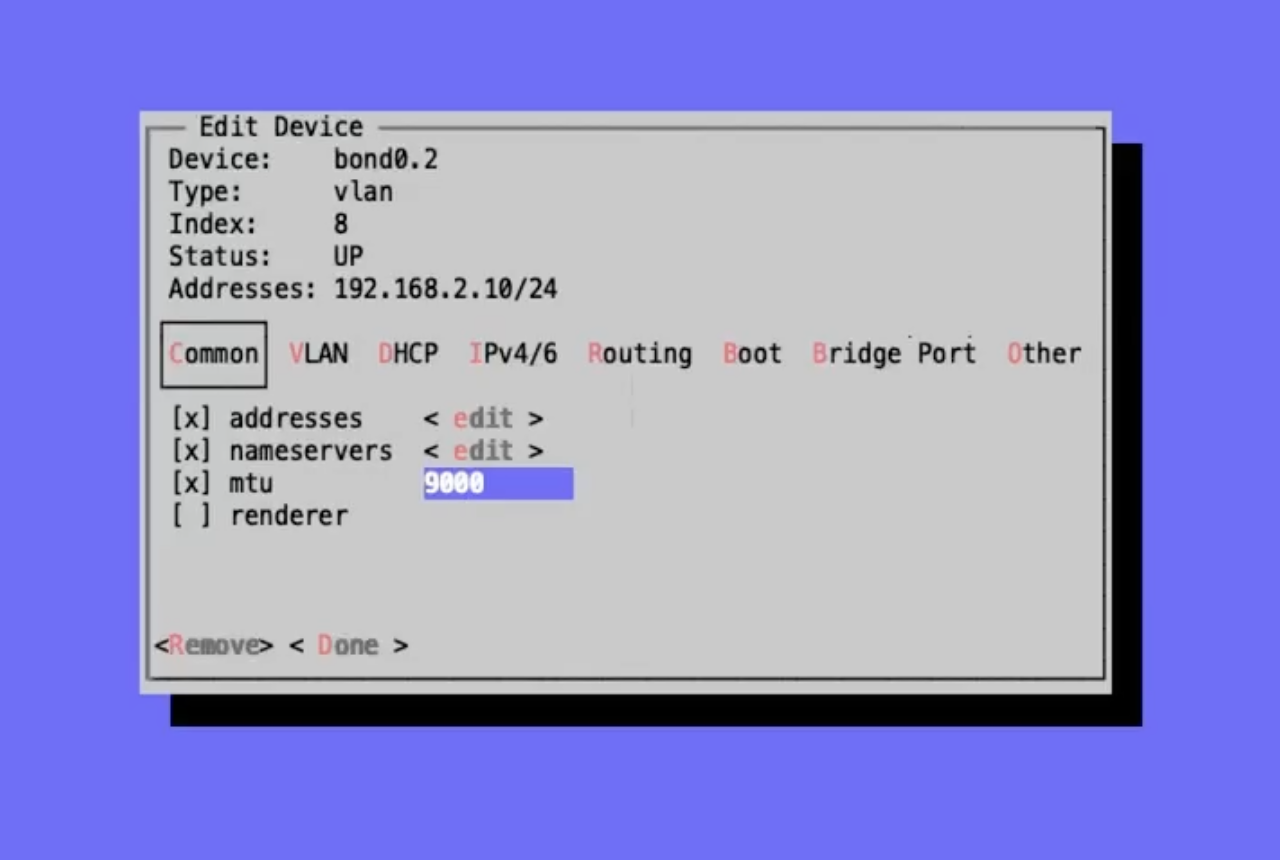 Edit Device
Device: bond0.2
Type: vlan
Index: 8
Status: UP
Addresses: 192.168.2.10/24
Common VLAN DHCP IPv4/6 Routing Boot Bridge Port Other
[x] addresses < edit >
[x] nameservers < edit >
[x] mtu 9000
[ ] renderer
<Remove> < Done >